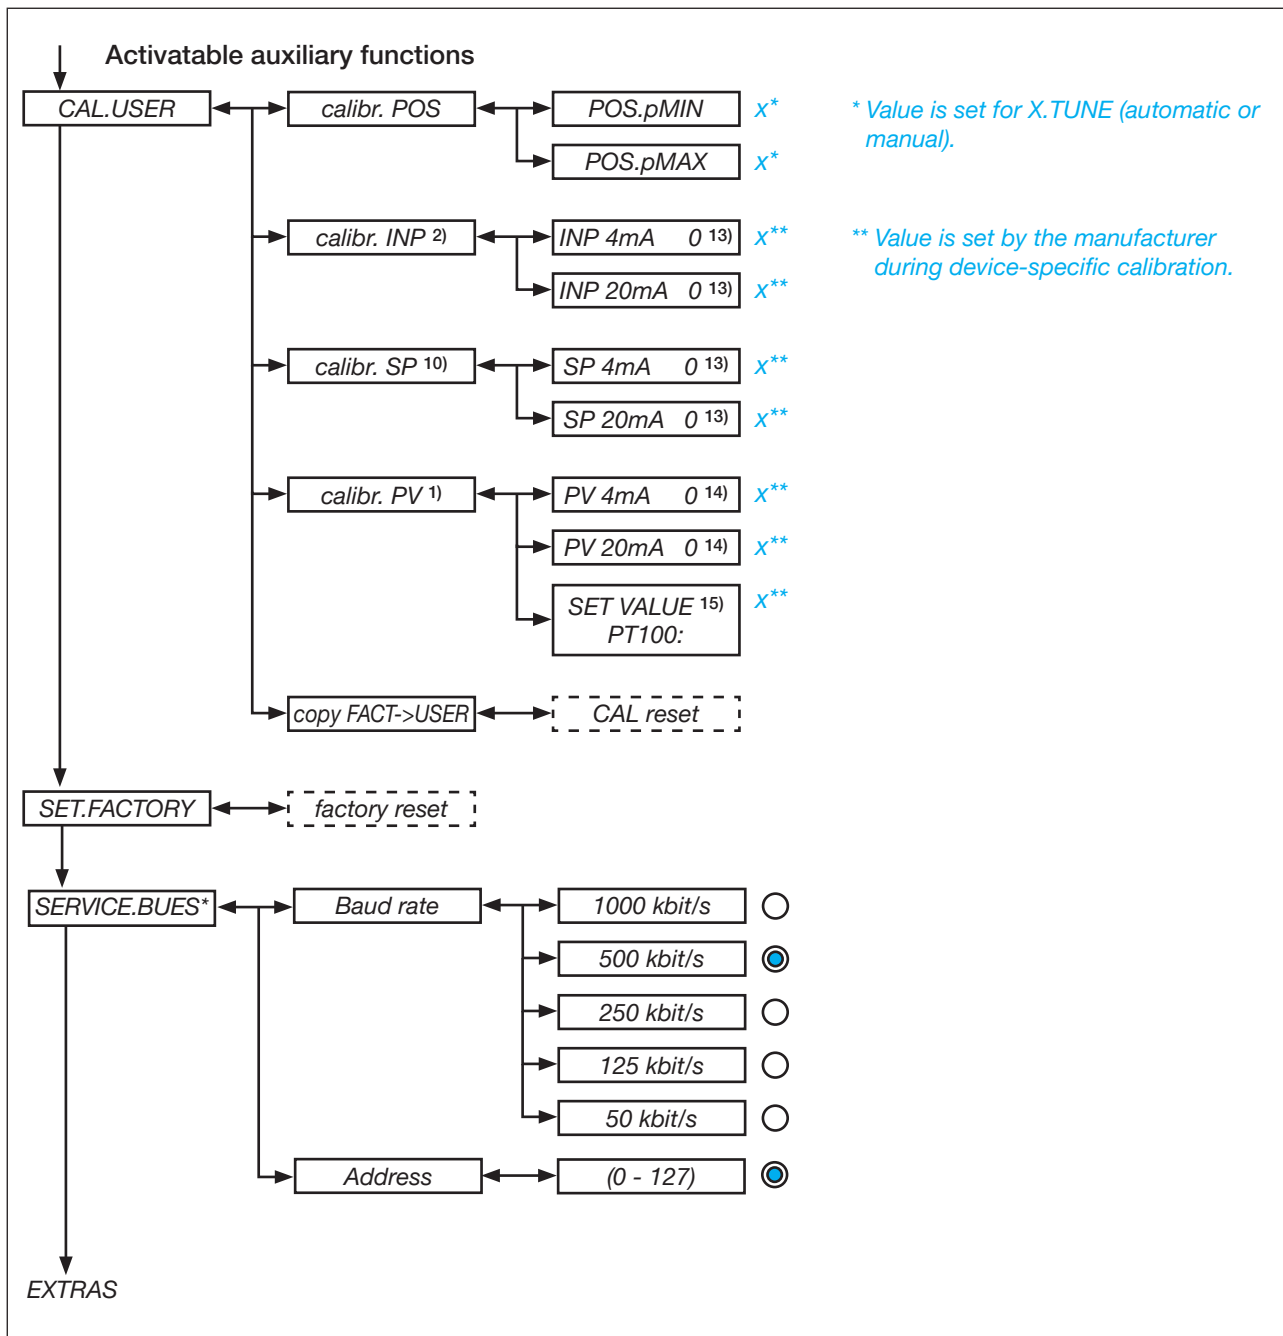 Activatable auxiliary functions
CAL.USER
calibr. POS
POS.pMIN
x*
* Value is set for X.TUNE (automatic or
manual).
POS.pMAX
x*
calibr. INP 2)
INP 4mA 0 13)
x**
** Value is set by the manufacturer
during device-specific calibration.
INP 20mA 0 13)
x**
calibr. SP 10)
SP 4mA 0 13)
x**
SP 20mA 0 13)
x**
calibr. PV 1)
PV 4mA 0 14)
x**
PV 20mA 0 14)
x**
SET VALUE 15)
PT100:
x**
copy FACT->USER
CAL reset
SET.FACTORY
factory reset
SERVICE.BUES*
Baud rate
1000 kbit/s
500 kbit/s
250 kbit/s
125 kbit/s
50 kbit/s
Address
(0 - 127)
EXTRAS